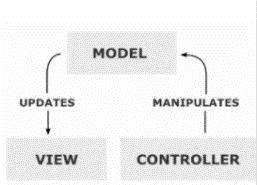 MODEL
UPDATES
MANIPULATES
VIEW
CONTROLLER